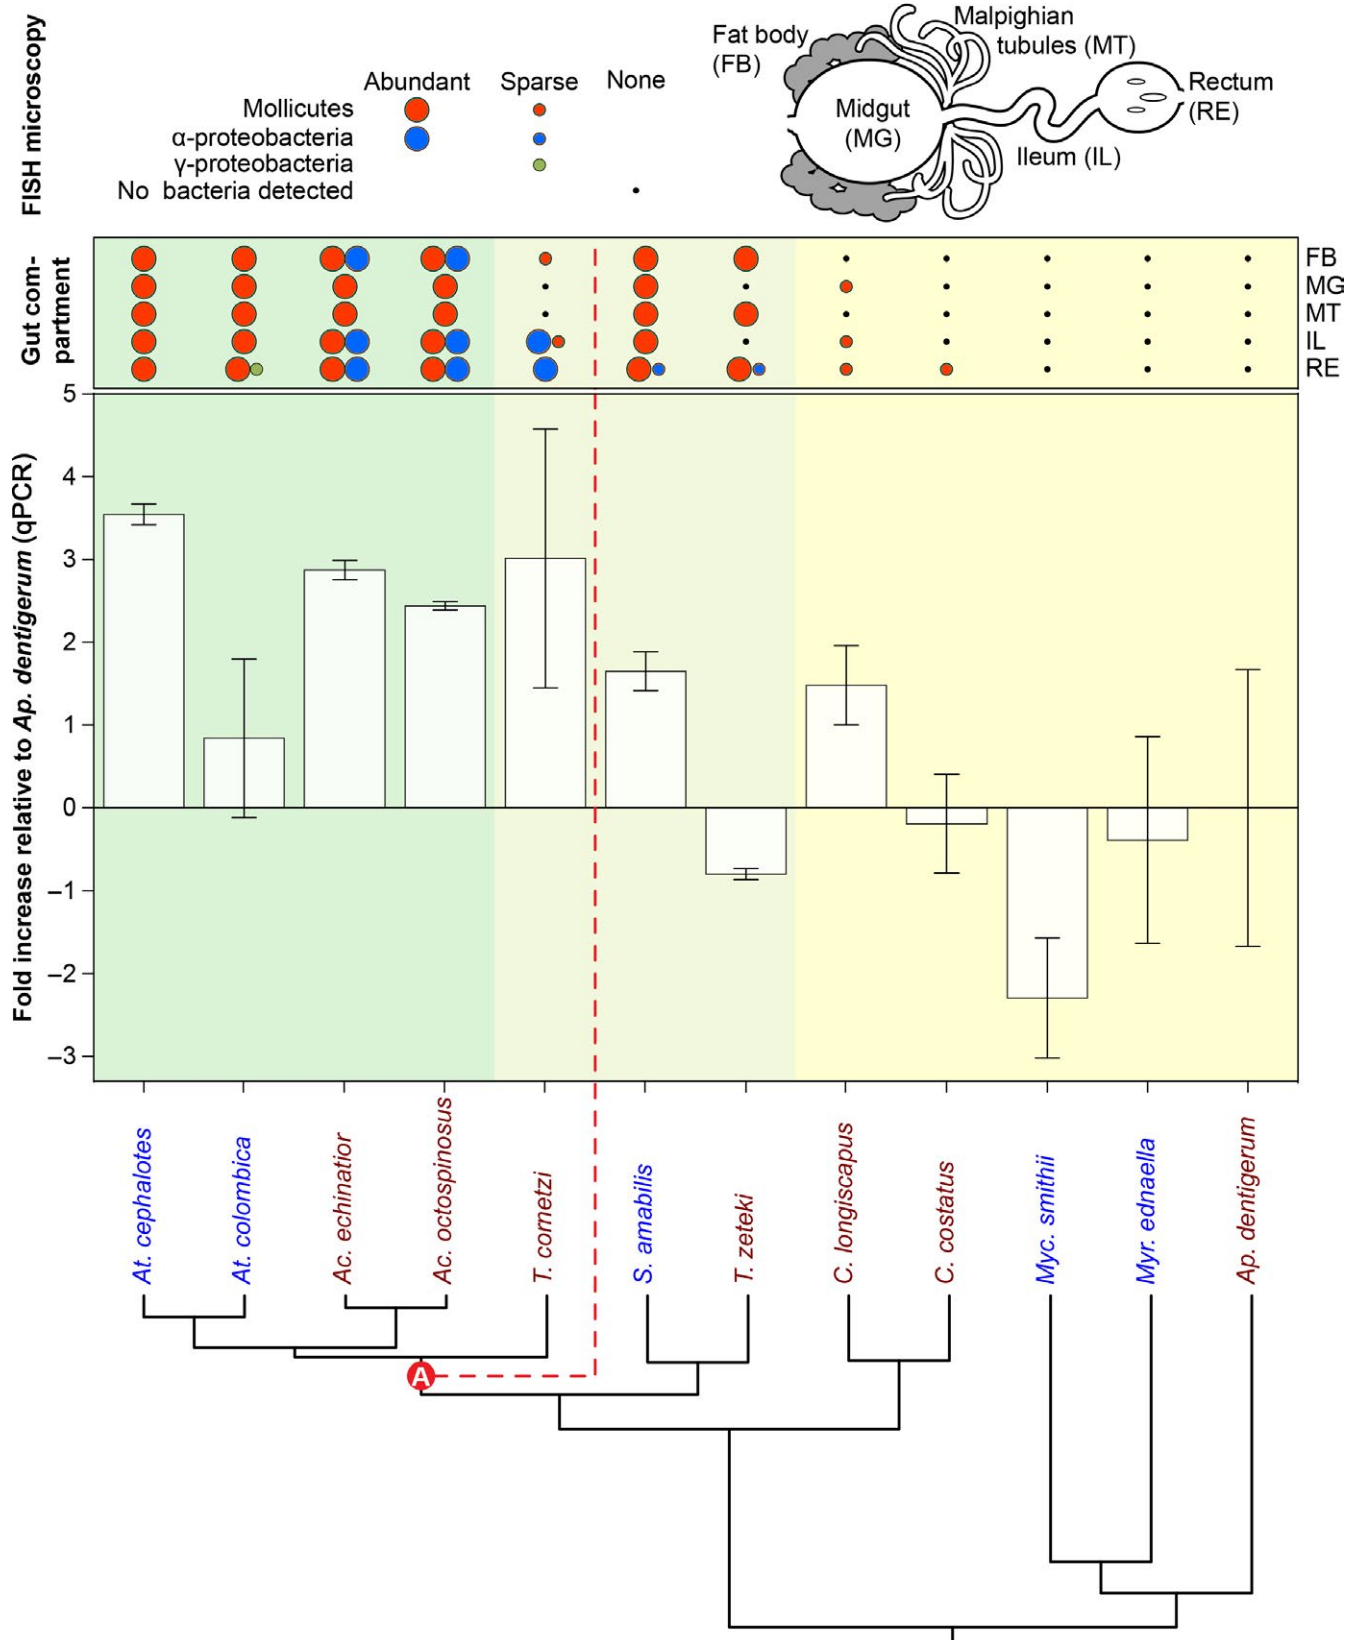 FISH microscopy
Abundant Sparse None
Mollicutes
α-proteobacteria
γ-proteobacteria
No bacteria detected
Fat body
(FB)
Malpighian
tubules (MT)
Midgut
(MG)
Rectum
(RE)
Ileum (IL)
Gut com-
partment
FB
MG
MT
IL
RE
Fold increase relative to Ap. dentigerum (qPCR)
5
4
3
2
1
0
–1
–2
–3
At. cephalotes
At. colombica
Ac. echinatior
Ac. octospinosus
T. cornetzi
S. amabilis
T. zeteki
C. longiscapus
C. costatus
Myc. smithii
Myr. ednaella
Ap. dentigerum
A